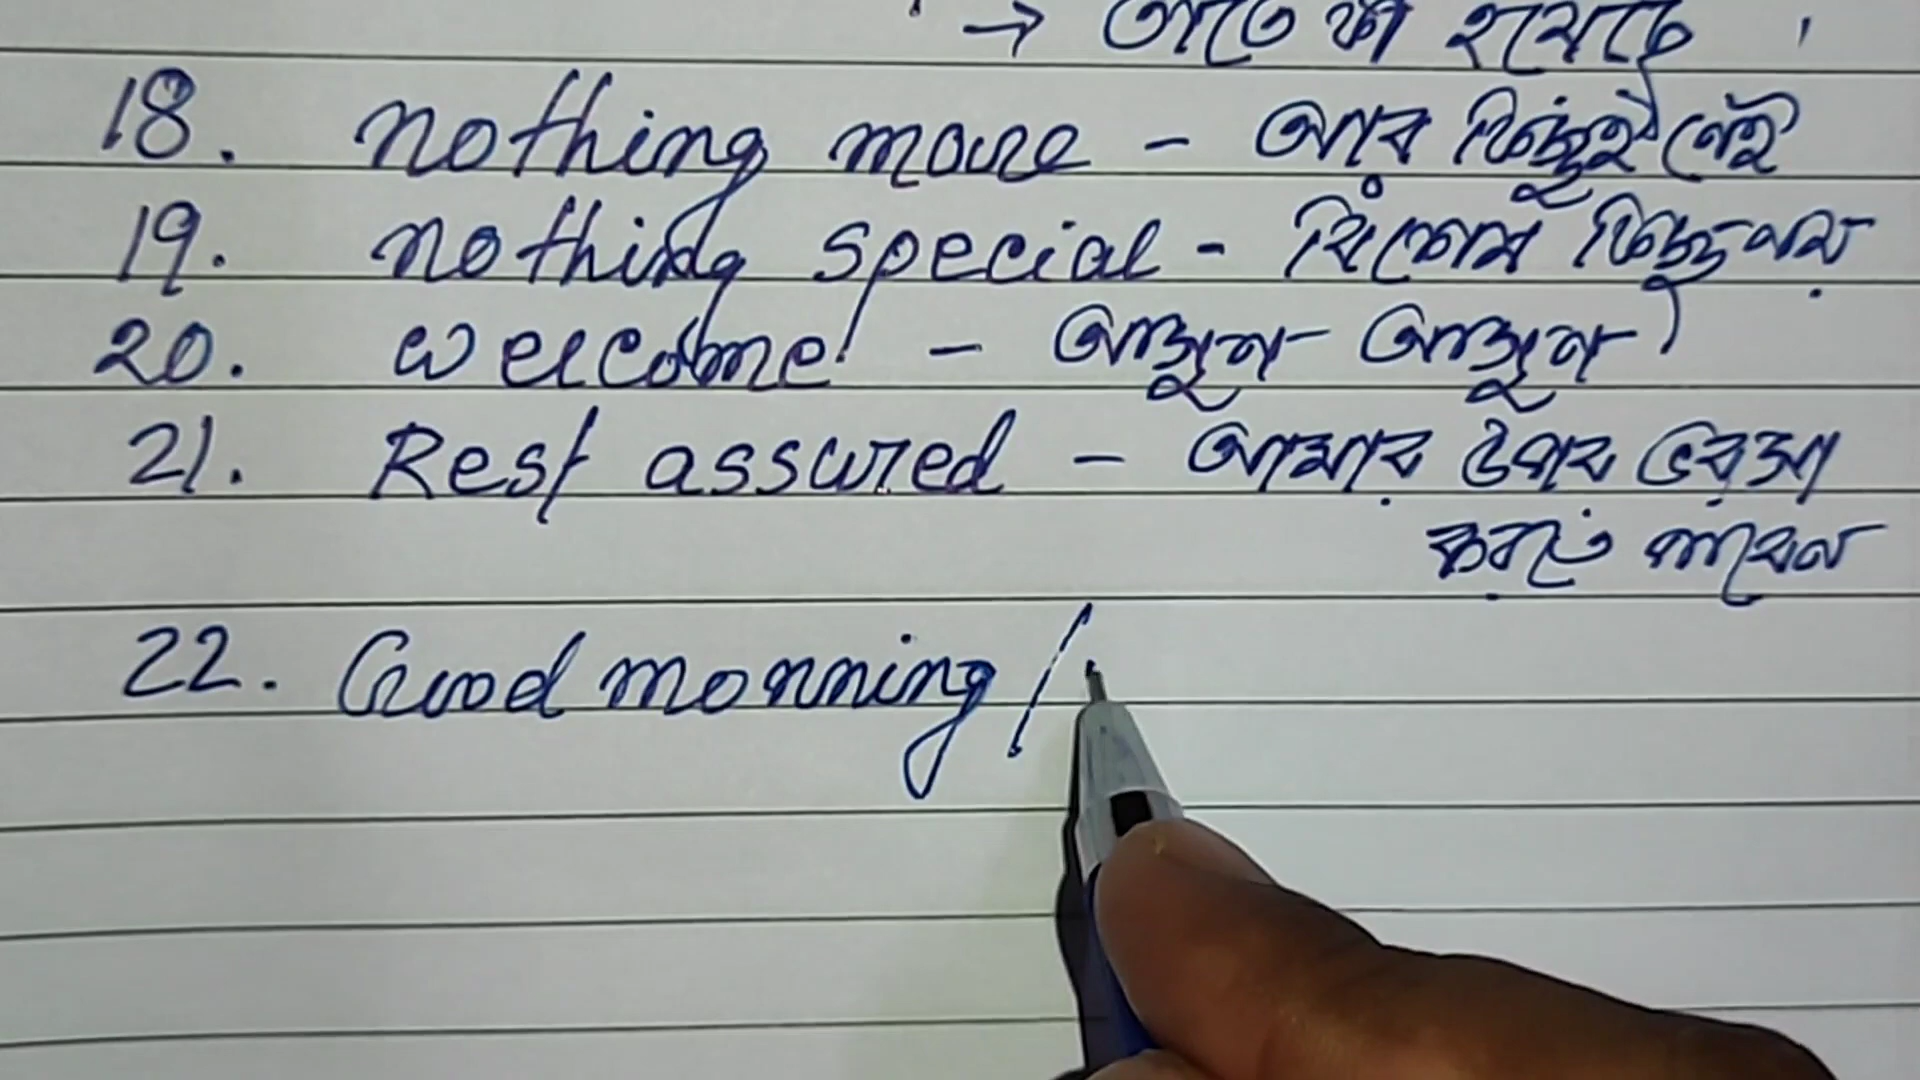 → তাতে কী হয়েছে
18. nothing more - আর কিছুই নেই
19. nothing special - বিশেষ কিছু নয়
20. welcome! - আসুন আসুন
21. Rest assured - আমার উপর ভরসা
করতে পারেন
22. Good morning /